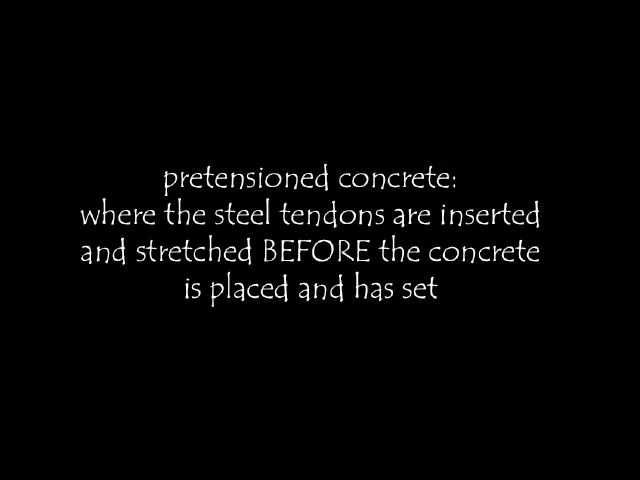 pretensioned concrete:
where the steel tendons are inserted
and stretched BEFORE the concrete
is placed and has set